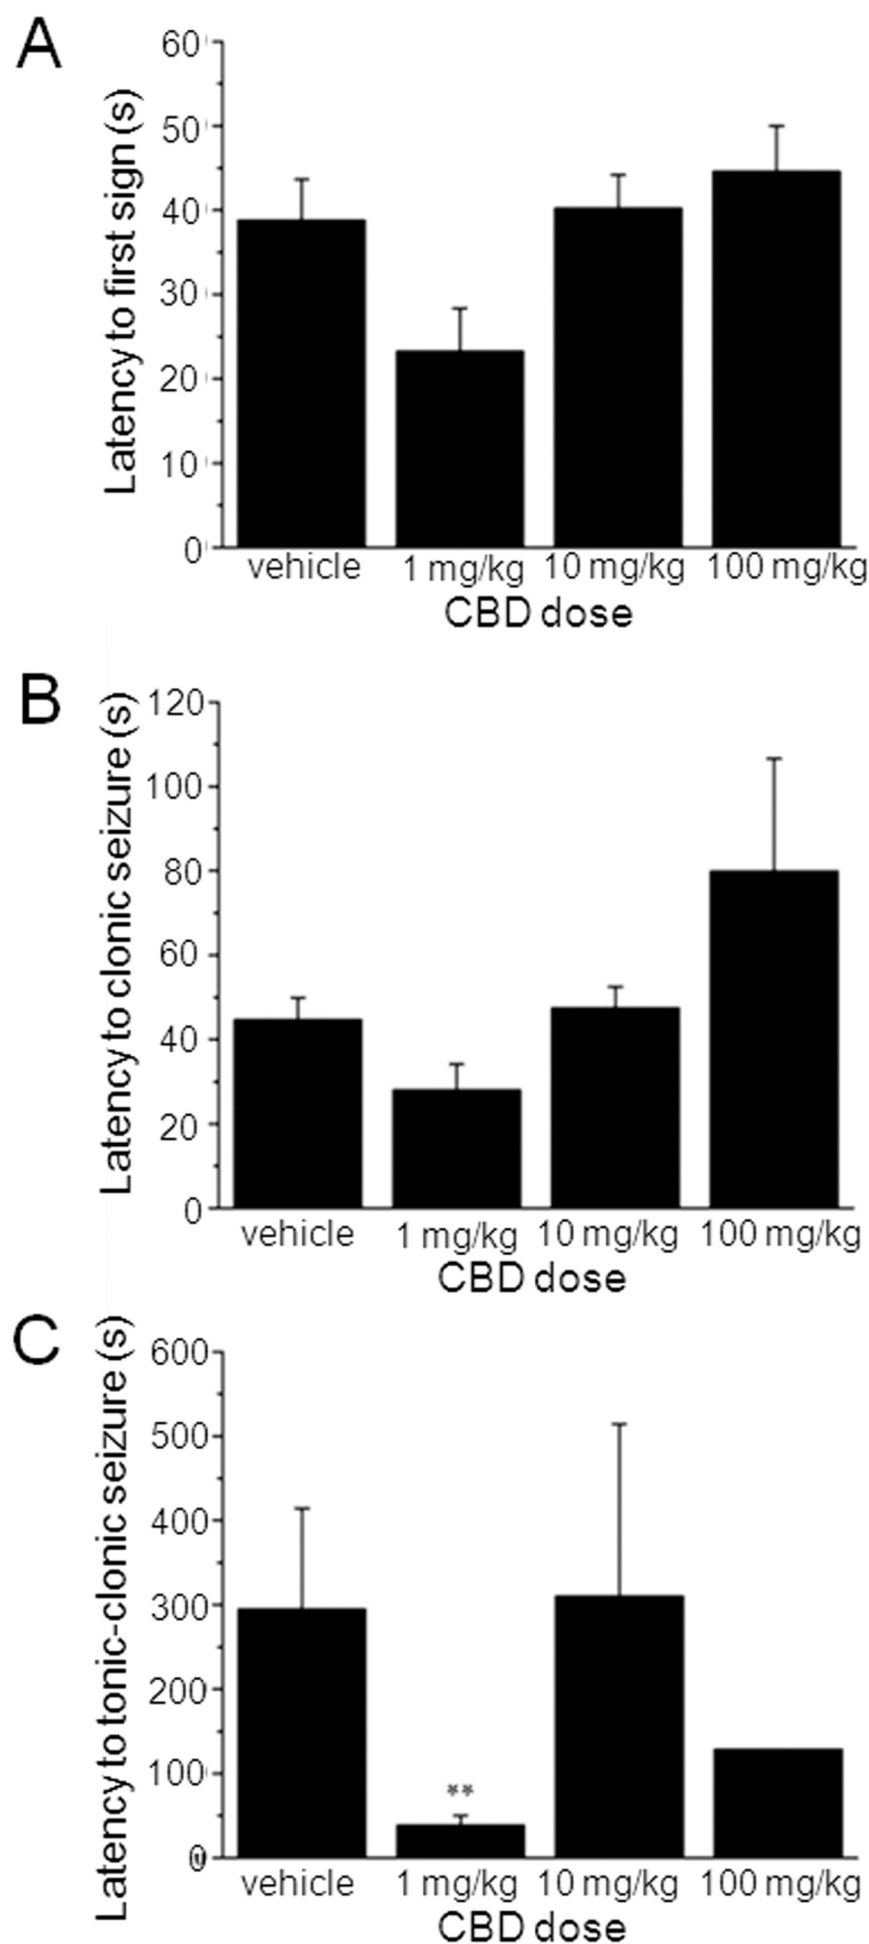 A
Latency to first sign (s)
60
50
40
30
20
10
0
vehicle 1 mg/kg 10 mg/kg 100 mg/kg
CBD dose
B
Latency to clonic seizure (s)
120
100
80
60
40
20
0
vehicle 1 mg/kg 10 mg/kg 100 mg/kg
CBD dose
C
Latency to tonic-clonic seizure (s)
600
500
400
300
200
100
0
**
vehicle 1 mg/kg 10 mg/kg 100 mg/kg
CBD dose